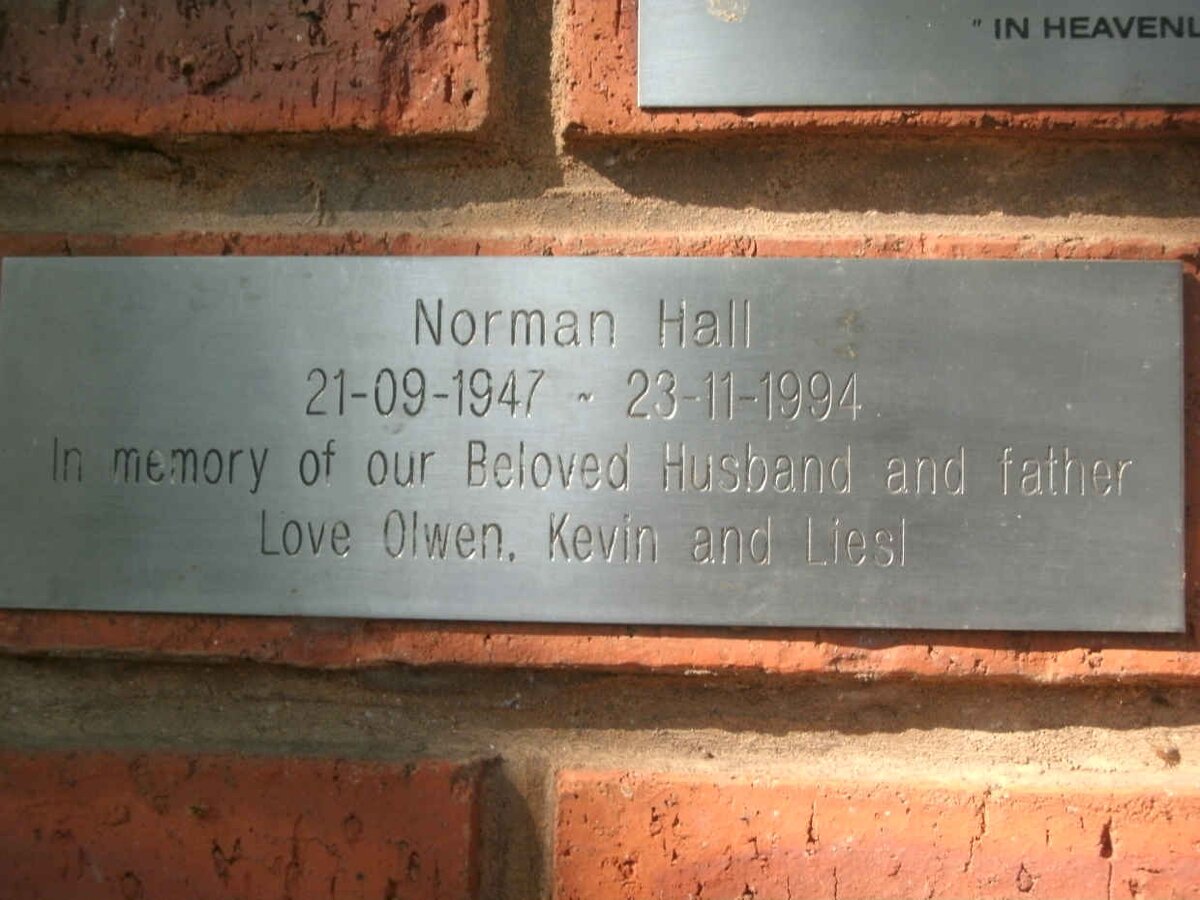 " IN HEAVENL
Norman Hall
21-09-1947 ~ 23-11-1994
In memory of our Beloved Husband and father
Love Olwen, Kevin and Liesl